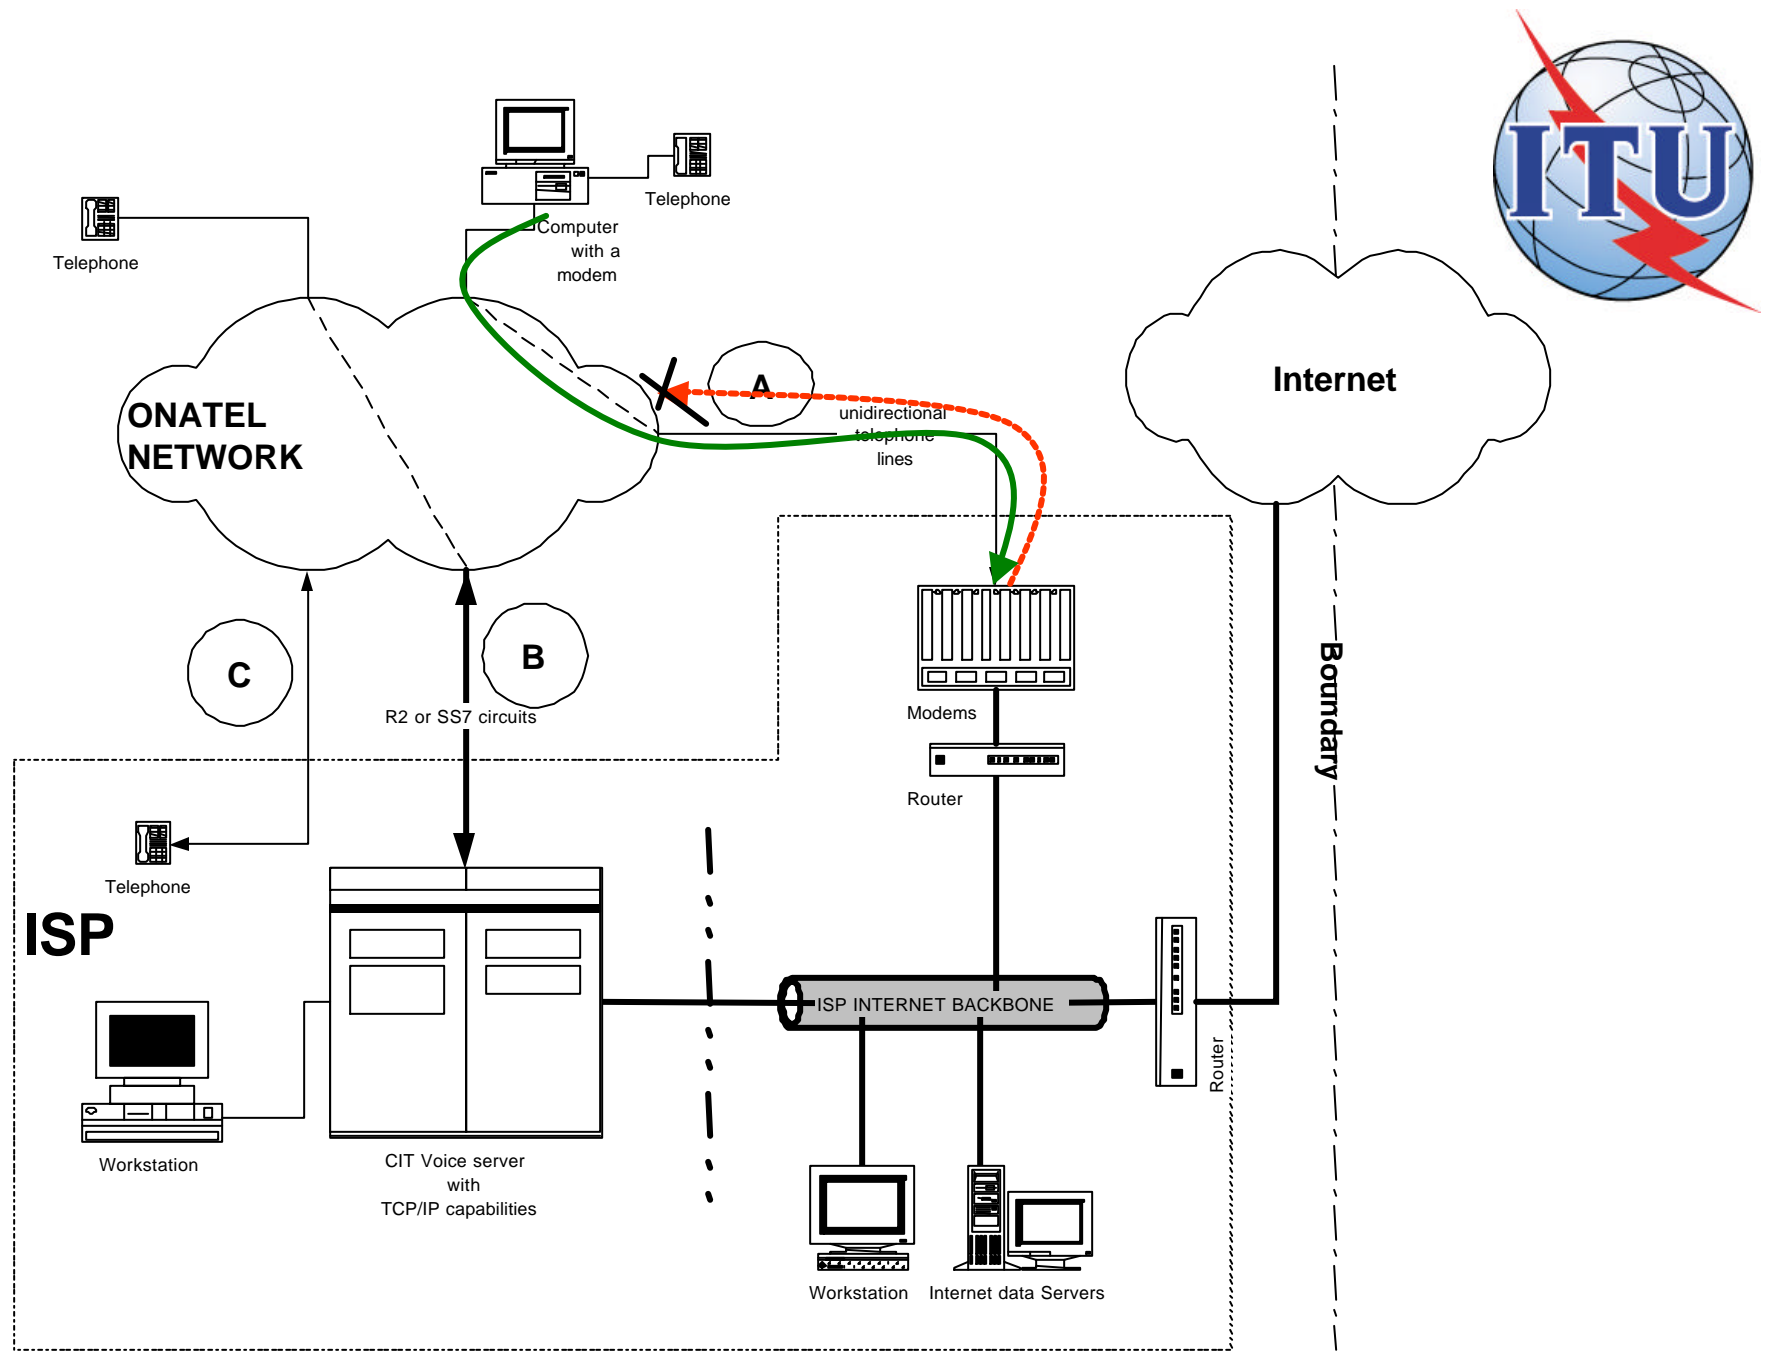 ITU
Telephone
Computer
with a
modem
Telephone
Internet
A
ONATEL
NETWORK
unidirectional
telephone
lines
C
B
R2 or SS7 circuits
Boundary
Modems
Router
Telephone
ISP
ISP INTERNET BACKBONE
Router
Workstation
CIT Voice server
with
TCP/IP capabilities
Workstation
Internet data Servers